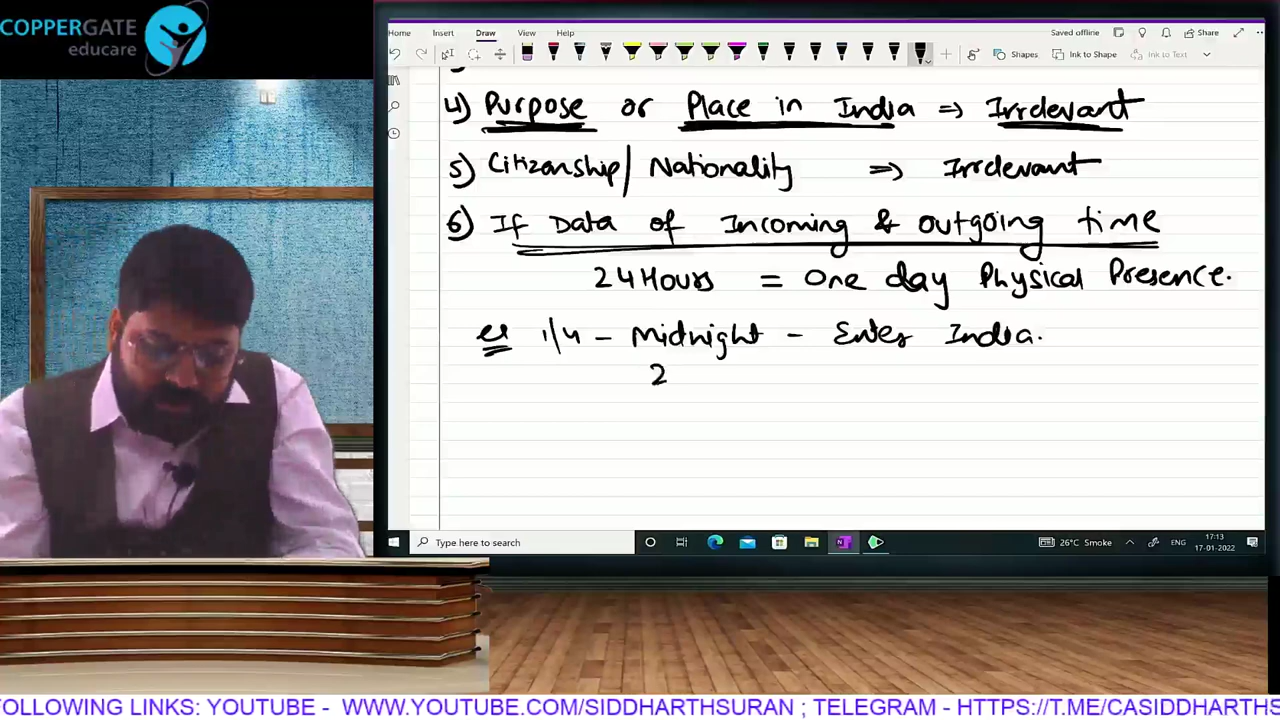 COPPERGATE
educare
Home Insert Draw View Help
Saved offline
Share
Shapes
Ink to Shape
Ink to Text
4) Purpose or Place in India ⇒ Irrelevant
5) Citizenship/ Nationality ⇒ Irrelevant
6) If Data of Incoming & outgoing time
24 Hours = One day Physical Presence.
ex 1/4 – Midnight – Enter India.
2
Type here to search
26°C Smoke
ENG
17:13
17-01-2022
FOLLOWING LINKS: YOUTUBE - WWW.YOUTUBE.COM/SIDDHARTHSURAN ; TELEGRAM - HTTPS://T.ME/CASIDDHARTHS